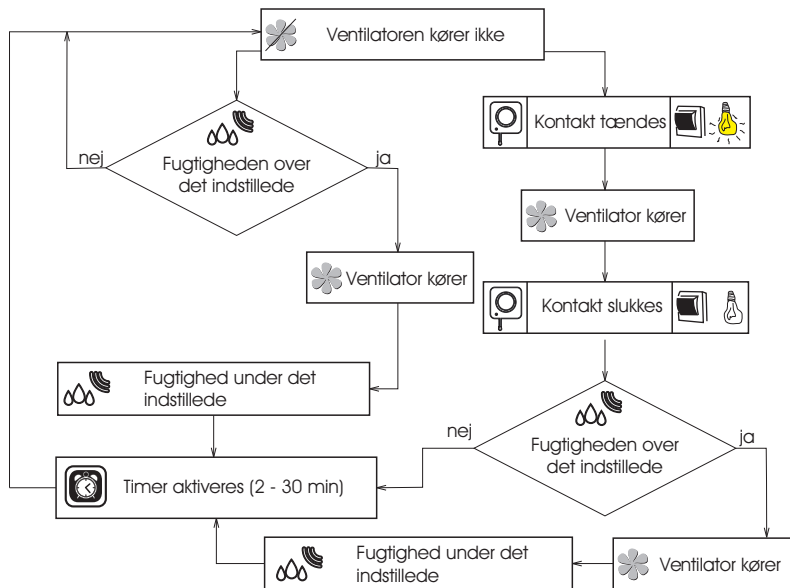 Ventilatoren kører ikke
Kontakt tændes
nej
Fugtigheden over
det indstillede
ja
Ventilator kører
Ventilator kører
Kontakt slukkes
Fugtighed under det
indstillede
nej
Fugtigheden over
det indstillede
ja
Timer aktiveres (2 - 30 min)
Fugtighed under det
indstillede
Ventilator kører